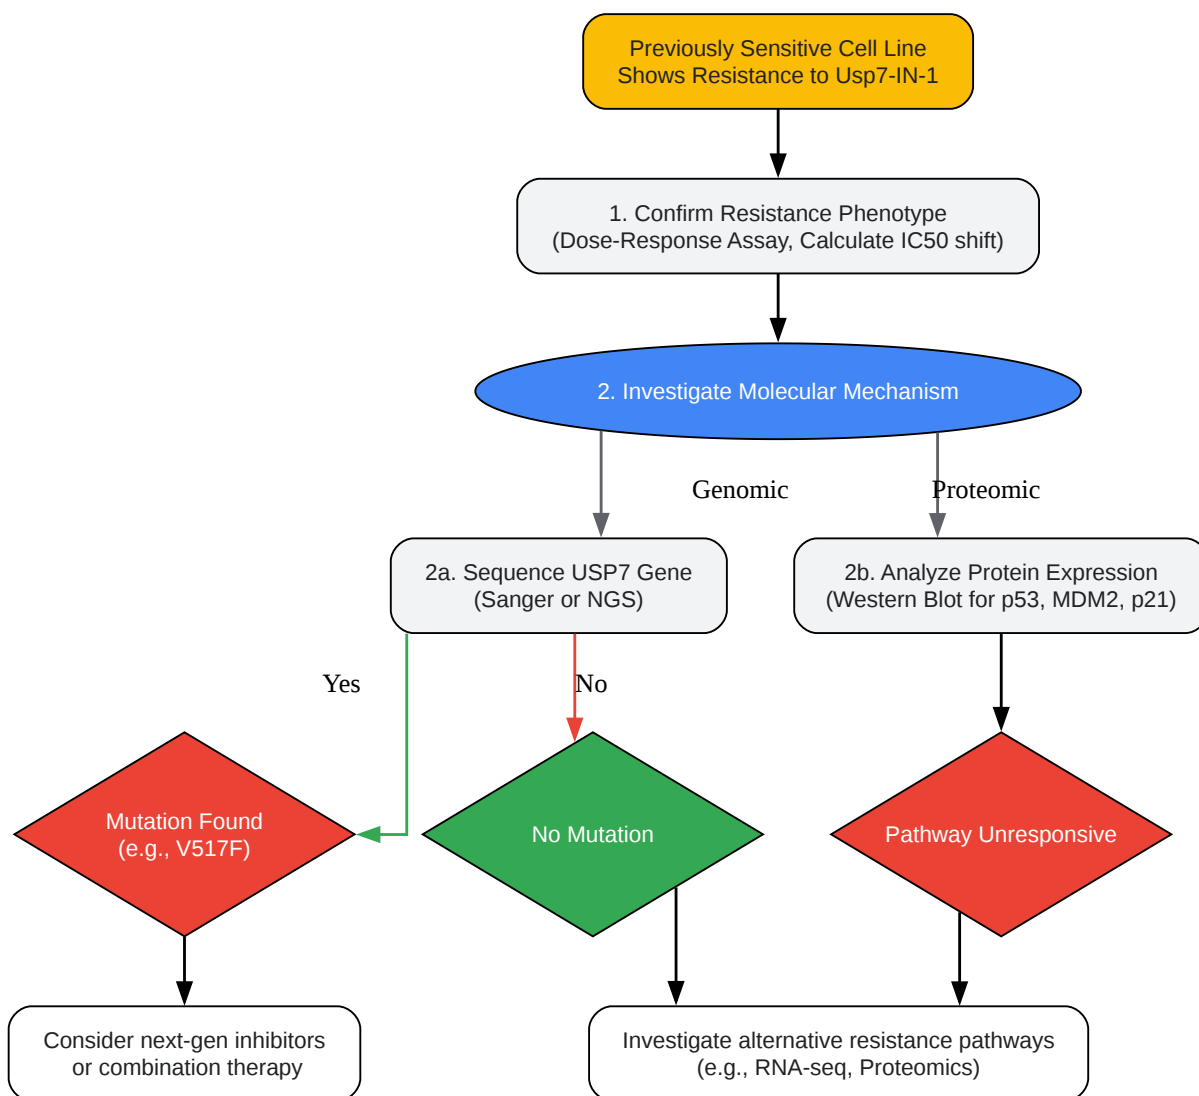 Previously Sensitive Cell Line
Shows Resistance to Usp7-IN-1
1. Confirm Resistance Phenotype
(Dose-Response Assay, Calculate IC50 shift)
2. Investigate Molecular Mechanism
Genomic
Proteomic
2a. Sequence USP7 Gene
(Sanger or NGS)
2b. Analyze Protein Expression
(Western Blot for p53, MDM2, p21)
Yes
No
Mutation Found
(e.g., V517F)
No Mutation
Pathway Unresponsive
Consider next-gen inhibitors
or combination therapy
Investigate alternative resistance pathways
(e.g., RNA-seq, Proteomics)